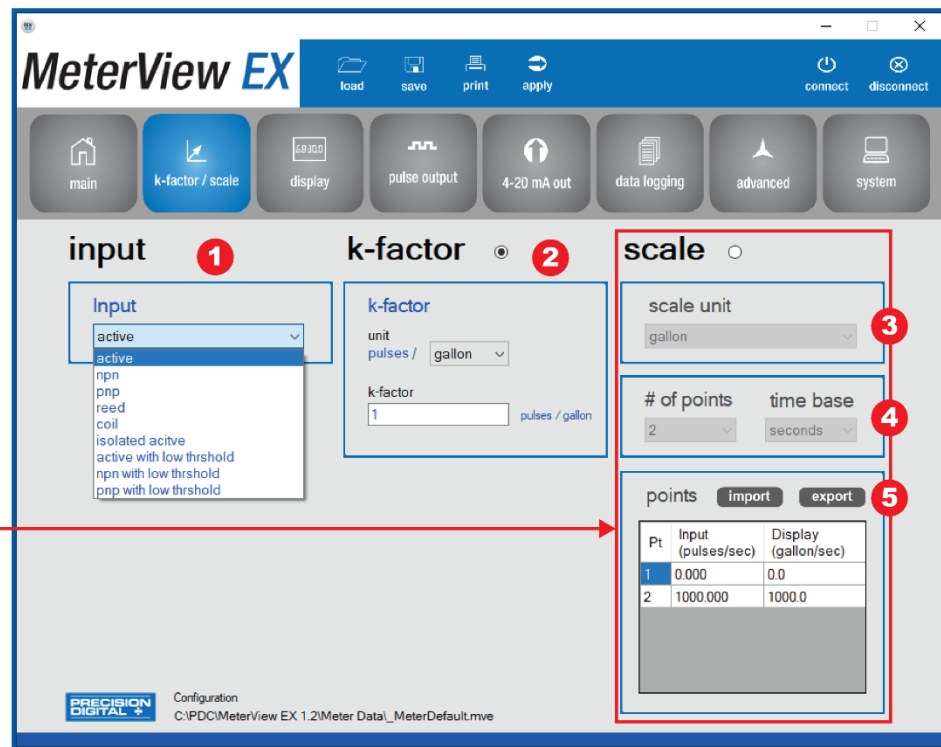 MeterView EX
load save print apply connect disconnect
main k-factor / scale display pulse output 4-20 mA out data logging advanced system
68300
input 1
Input
active
active
npn
pnp
reed
coil
isolated acitve
active with low thrshold
npn with low thrshold
pnp with low thrshold
k-factor 2
k-factor
unit
pulses / gallon
k-factor
1 pulses / gallon
scale
scale unit
gallon 3
# of points time base
2 seconds 4
points import export 5
Pt Input (pulses/sec) Display (gallon/sec)
1 0.000 0.0
2 1000.000 1000.0
PRECISION
DIGITAL
Configuration
C:\PDC\MeterView EX 1.2\Meter Data\_MeterDefault.mve